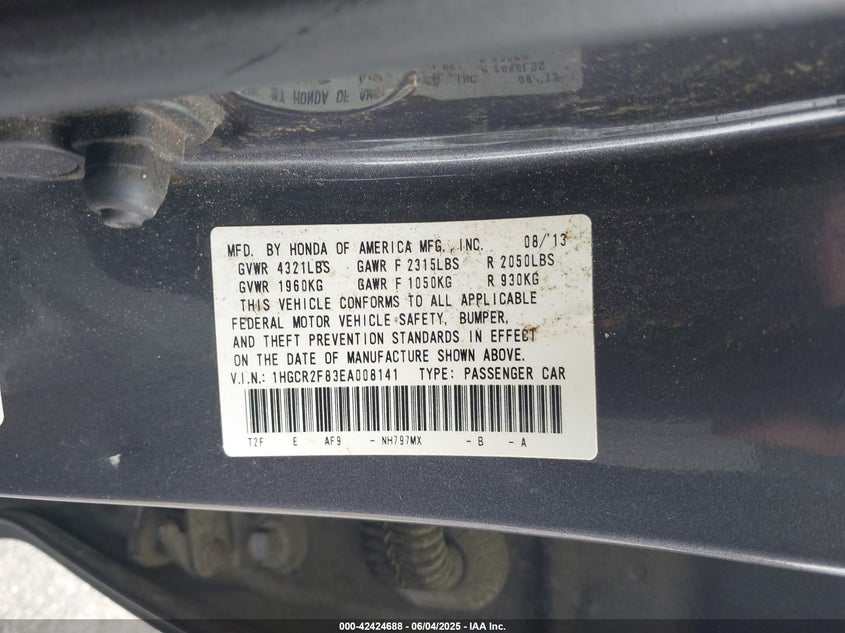 MFD. BY HONDA OF AMERICA MFG., INC. 08/'13
GVWR 4321LBS GAWR F 2315LBS R 2050LBS
GVWR 1960KG GAWR F 1050KG R 930KG
THIS VEHICLE CONFORMS TO ALL APPLICABLE
FEDERAL MOTOR VEHICLE SAFETY, BUMPER,
AND THEFT PREVENTION STANDARDS IN EFFECT
ON THE DATE OF MANUFACTURE SHOWN ABOVE.
V.I.N.: 1HGCR2F83EA008141 TYPE: PASSENGER CAR
T2F E AF9 - NH797MX - B - A
000-42424688 - 06/04/2025 - IAA Inc.